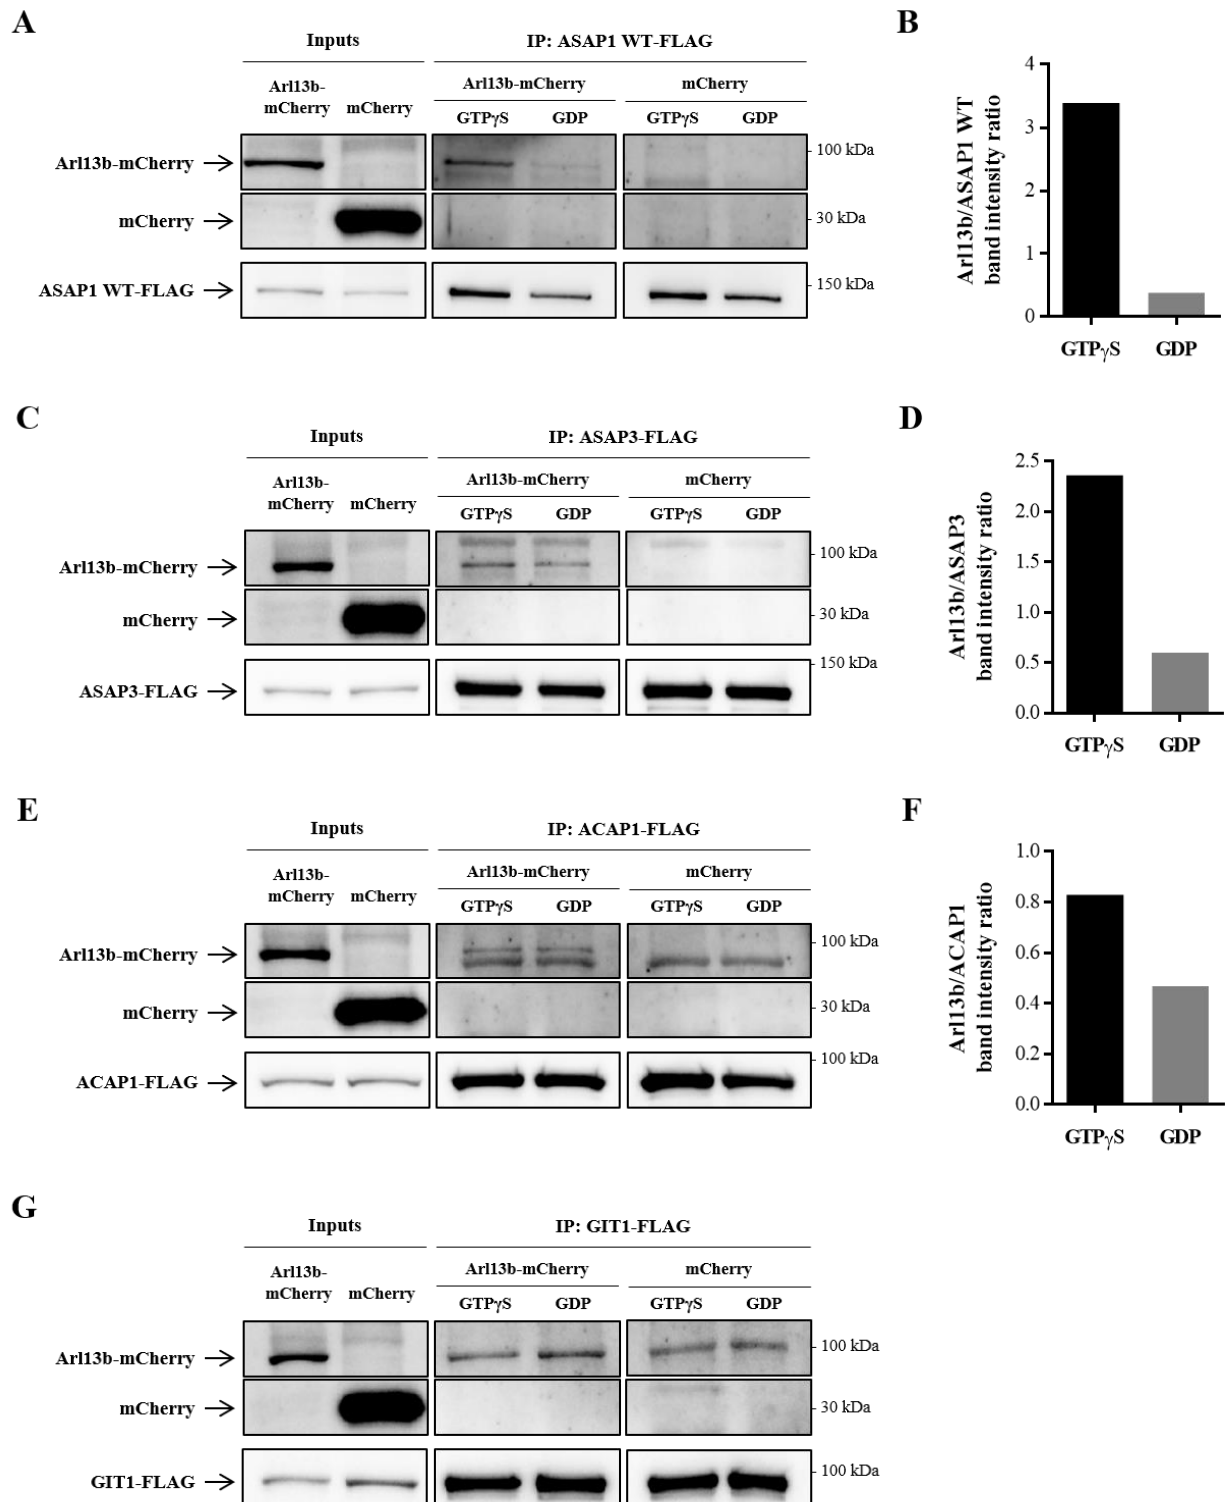 A
Inputs
IP: ASAP1 WT-FLAG
Arl13b-
mCherry
mCherry
Arl13b-mCherry
mCherry
GTPγS
GDP
GTPγS
GDP
Arl13b-mCherry
100 kDa
mCherry
30 kDa
ASAP1 WT-FLAG
150 kDa
B
Arl13b/ASAP1 WT
band intensity ratio
4
3
2
1
0
GTPγS
GDP
C
Inputs
IP: ASAP3-FLAG
Arl13b-
mCherry
mCherry
Arl13b-mCherry
mCherry
GTPγS
GDP
GTPγS
GDP
Arl13b-mCherry
100 kDa
mCherry
30 kDa
ASAP3-FLAG
150 kDa
D
Arl13b/ASAP3
band intensity ratio
2.5
2.0
1.5
1.0
0.5
0.0
GTPγS
GDP
E
Inputs
IP: ACAP1-FLAG
Arl13b-
mCherry
mCherry
Arl13b-mCherry
mCherry
GTPγS
GDP
GTPγS
GDP
Arl13b-mCherry
100 kDa
mCherry
30 kDa
ACAP1-FLAG
100 kDa
F
Arl13b/ACAP1
band intensity ratio
1.0
0.8
0.6
0.4
0.2
0.0
GTPγS
GDP
G
Inputs
IP: GIT1-FLAG
Arl13b-
mCherry
mCherry
Arl13b-mCherry
mCherry
GTPγS
GDP
GTPγS
GDP
Arl13b-mCherry
100 kDa
mCherry
30 kDa
GIT1-FLAG
100 kDa